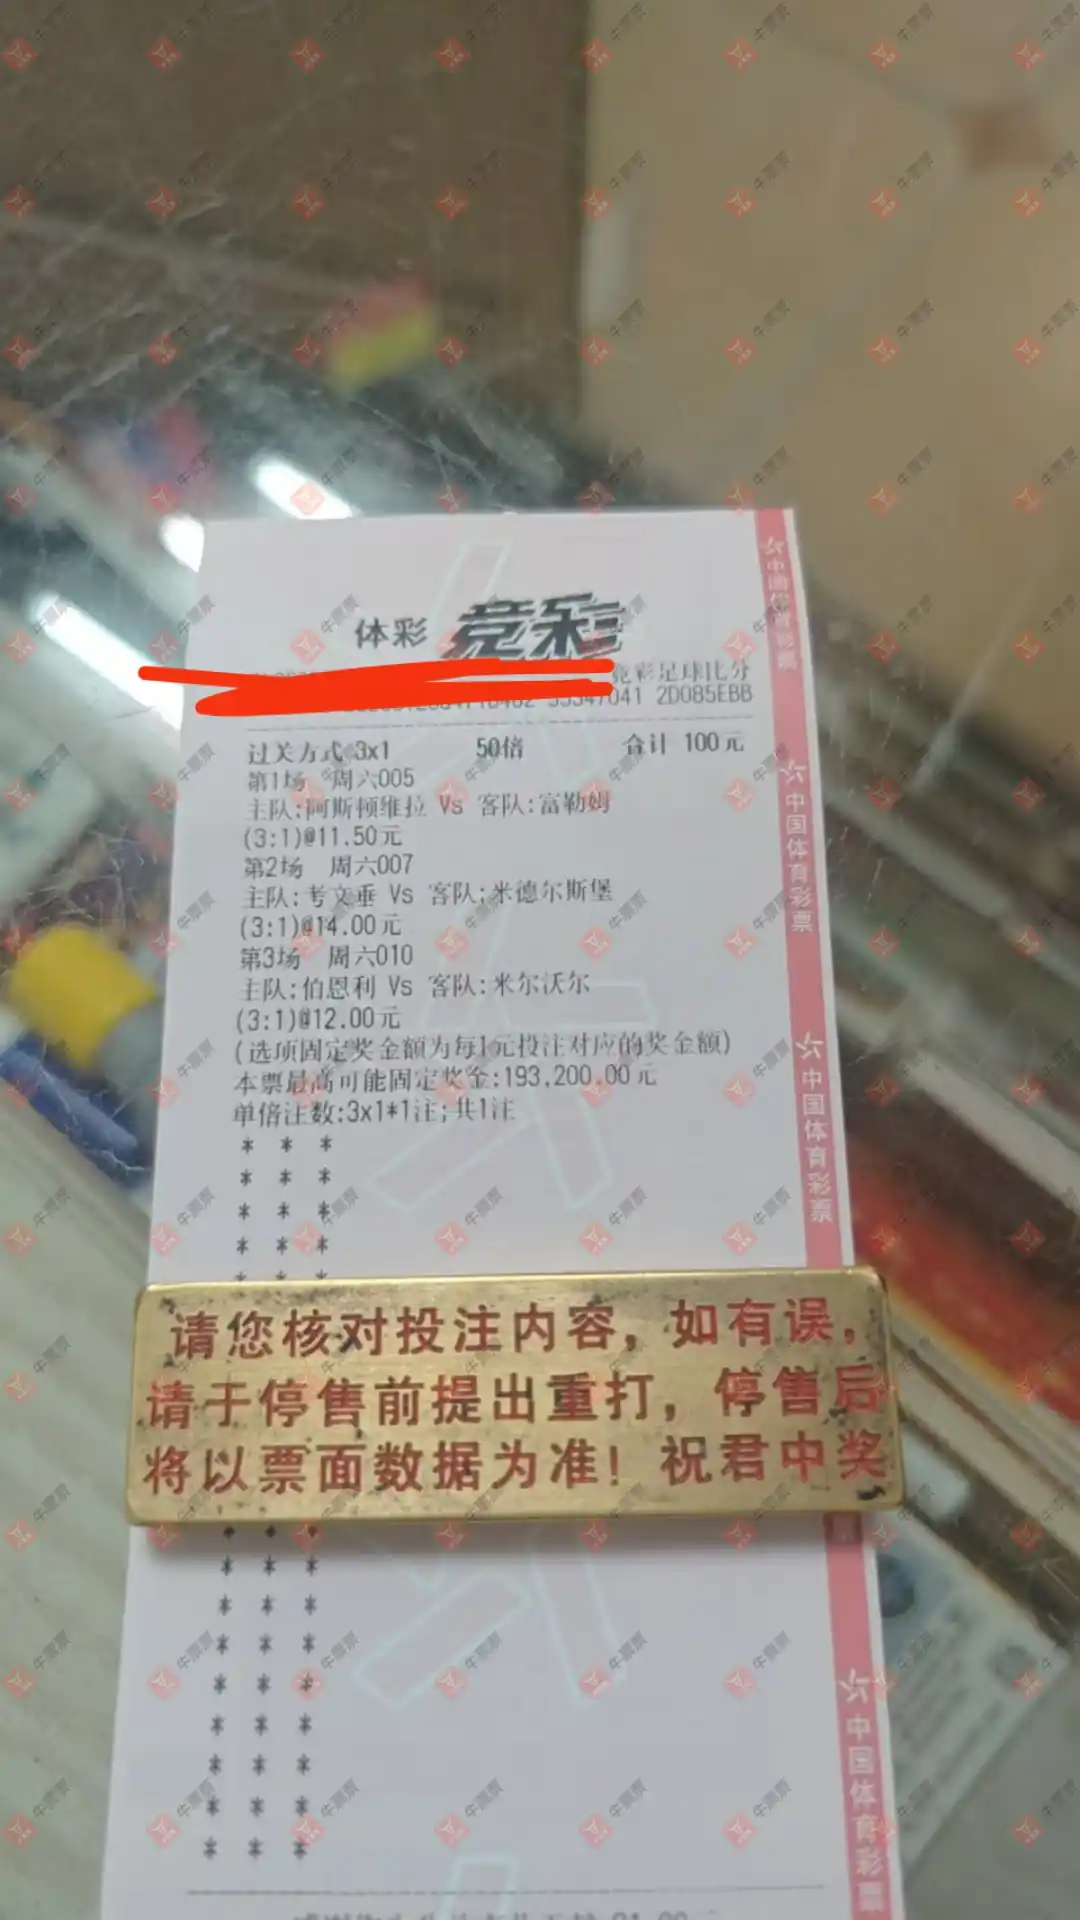 体彩 竞彩
竞彩足球比分
2D085EBB
过关方式 3x1 50倍 合计 100元
第1场 周六005
主队:阿斯顿维拉 Vs 客队:富勒姆
(3:1)@11.50元
第2场 周六007
主队:考文垂 Vs 客队:米德尔斯堡
(3:1)@14.00元
第3场 周六010
主队:伯恩利 Vs 客队:米尔沃尔
(3:1)@12.00元
(选项固定奖金额为每1元投注对应的奖金额)
本票最高可能固定奖金:193,200.00元
单倍注数:3x1*1注;共1注
请您核对投注内容，如有误，
请于停售前提出重打，停售后
将以票面数据为准！祝君中奖
中国体育彩票
中国体育彩票
中国体育彩票
中国体育彩票
牛票票